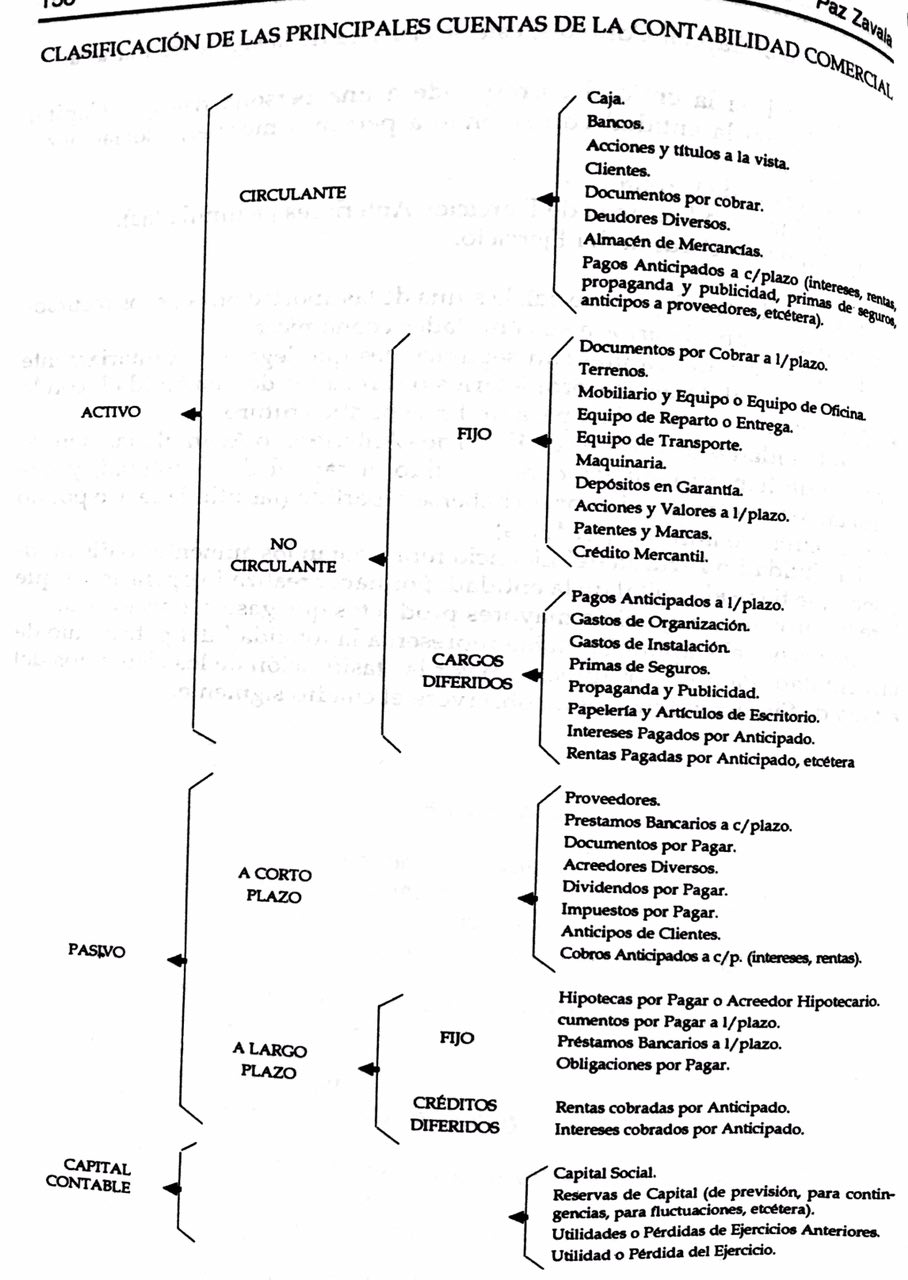 Paz Zavala
CLASIFICACIÓN DE LAS PRINCIPALES CUENTAS DE LA CONTABILIDAD COMERCIAL
ACTIVO
CIRCULANTE
Caja.
Bancos.
Acciones y títulos a la vista.
Clientes.
Documentos por cobrar.
Deudores Diversos.
Almacén de Mercancías.
Pagos Anticipados a c/plazo (intereses, rentas,
propaganda y publicidad, primas de seguros,
anticipos a proveedores, etcétera).
NO
CIRCULANTE
FIJO
Documentos por Cobrar a l/plazo.
Terrenos.
Mobiliario y Equipo o Equipo de Oficina.
Equipo de Reparto o Entrega.
Equipo de Transporte.
Maquinaria.
Depósitos en Garantía.
Acciones y Valores a l/plazo.
Patentes y Marcas.
Crédito Mercantil.
CARGOS
DIFERIDOS
Pagos Anticipados a l/plazo.
Gastos de Organización.
Gastos de Instalación.
Primas de Seguros.
Propaganda y Publicidad.
Papelería y Artículos de Escritorio.
Intereses Pagados por Anticipado.
Rentas Pagadas por Anticipado, etcétera
PASIVO
A CORTO
PLAZO
Proveedores.
Prestamos Bancarios a c/plazo.
Documentos por Pagar.
Acreedores Diversos.
Dividendos por Pagar.
Impuestos por Pagar.
Anticipos de Clientes.
Cobros Anticipados a c/p. (intereses, rentas).
A LARGO
PLAZO
FIJO
Hipotecas por Pagar o Acreedor Hipotecario.
cumentos por Pagar a l/plazo.
Préstamos Bancarios a l/plazo.
Obligaciones por Pagar.
CRÉDITOS
DIFERIDOS
Rentas cobradas por Anticipado.
Intereses cobrados por Anticipado.
CAPITAL
CONTABLE
Capital Social.
Reservas de Capital (de previsión, para contin-
gencias, para fluctuaciones, etcétera).
Utilidades o Pérdidas de Ejercicios Anteriores.
Utilidad o Pérdida del Ejercicio.